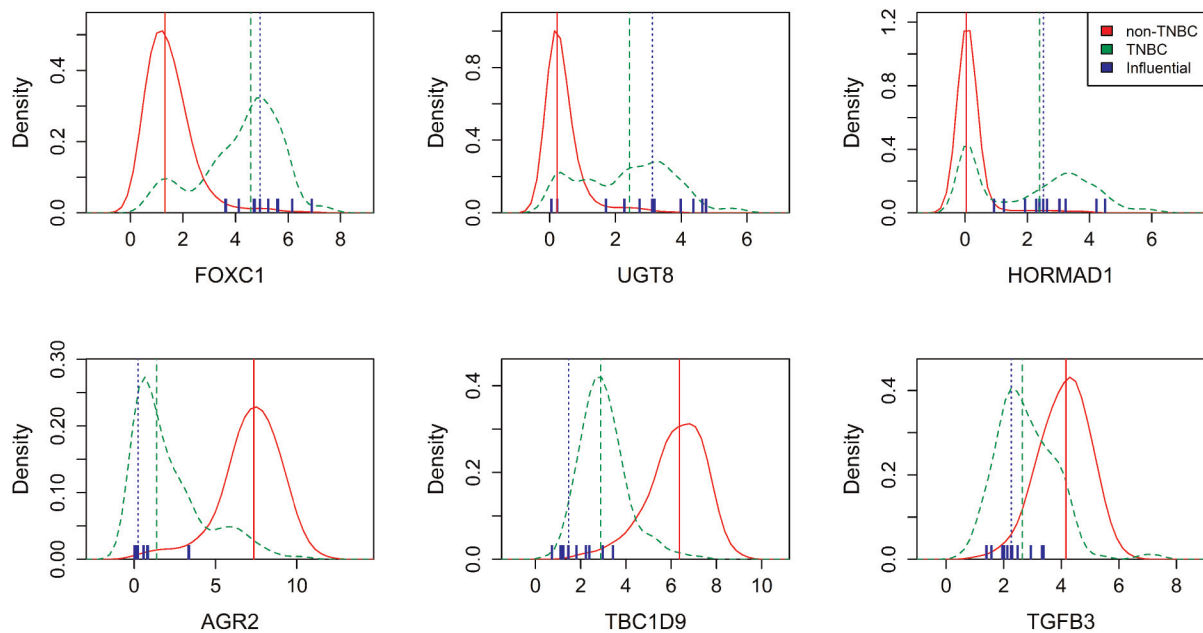 Density
0.0 0.2 0.4
0 2 4 6 8
FOXC1
Density
0.0 0.4 0.8
0 2 4 6
UGT8
Density
0.0 0.4 0.8 1.2
0 2 4 6
HORMAD1
non-TNBC
TNBC
Influential
Density
0.00 0.10 0.20 0.30
0 5 10
AGR2
Density
0.0 0.2 0.4
0 2 4 6 8 10
TBC1D9
Density
0.0 0.2 0.4
0 2 4 6 8
TGFB3